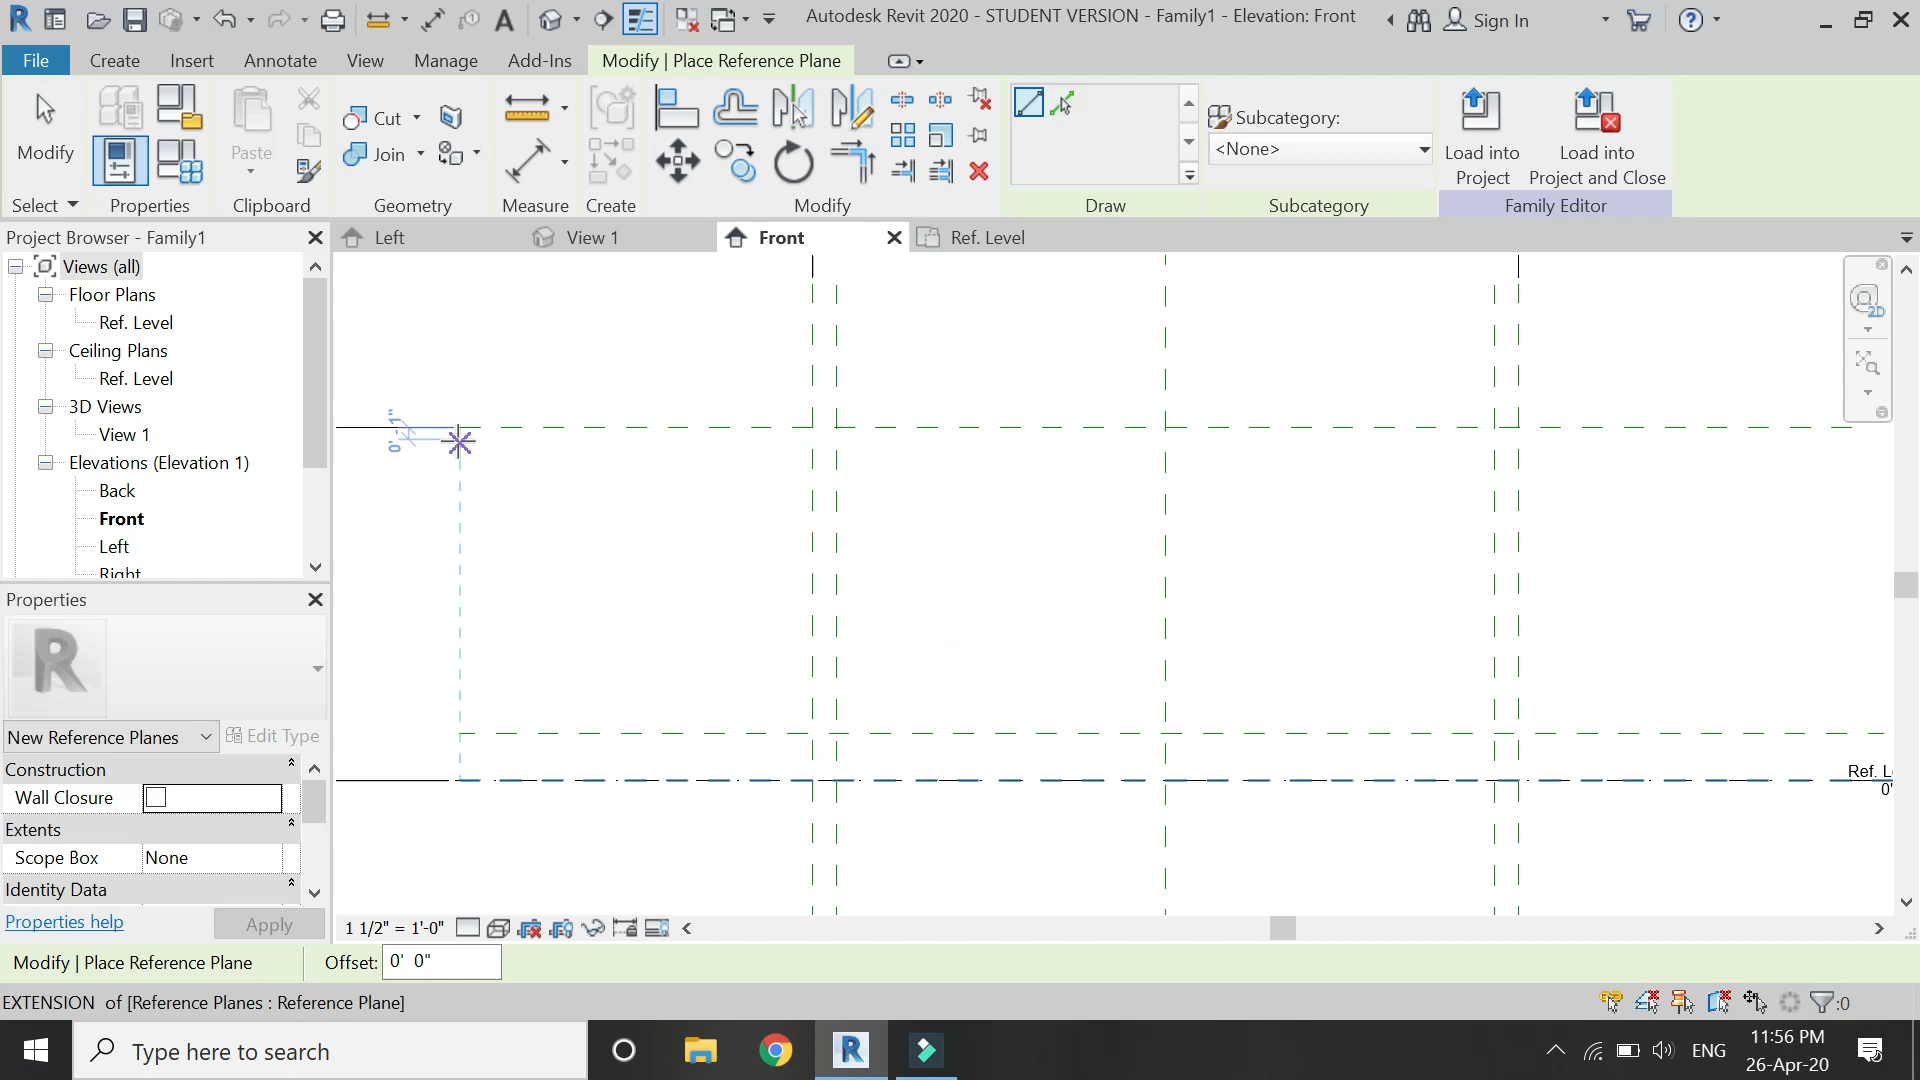 Autodesk Revit 2020 - STUDENT VERSION - Family1 - Elevation: Front
Sign In
File
Create
Insert
Annotate
View
Manage
Add-Ins
Modify | Place Reference Plane
Modify
Paste
Cut
Join
Subcategory:
<None>
Load into
Project
Load into
Project and Close
Select
Properties
Clipboard
Geometry
Measure
Create
Modify
Draw
Subcategory
Family Editor
Project Browser - Family1
Left
View 1
Front
Ref. Level
Views (all)
Floor Plans
Ref. Level
Ceiling Plans
Ref. Level
3D Views
View 1
Elevations (Elevation 1)
Back
Front
Left
Right
2D
0' - 1"
Properties
New Reference Planes
Edit Type
Construction
Wall Closure
Extents
Scope Box
None
Identity Data
Properties help
Apply
Ref. L
0'
1 1/2" = 1'-0"
Modify | Place Reference Plane
Offset:
0' 0"
EXTENSION of [Reference Planes : Reference Plane]
:0
Type here to search
ENG
11:56 PM
26-Apr-20